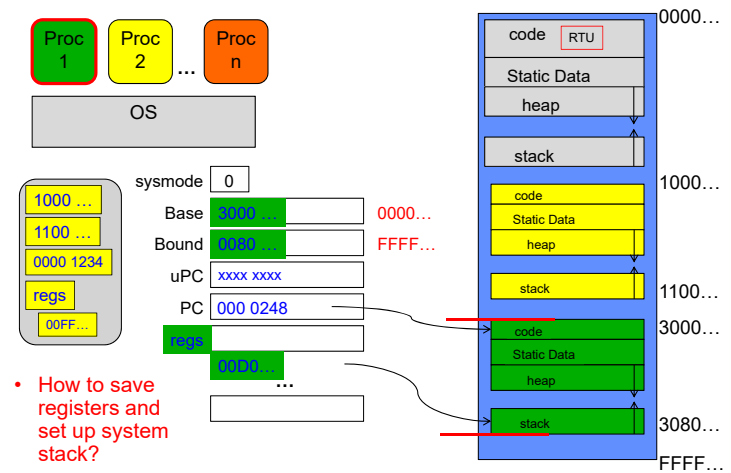 Proc
1
Proc
2
...
Proc
n
OS
sysmode
0
Base
3000 …
0000…
Bound
0080 …
FFFF…
uPC
xxxx xxxx
PC
000 0248
regs
00D0…
…
1000 …
1100 …
0000 1234
regs
00FF…
• How to save
registers and
set up system
stack?
code
RTU
Static Data
heap
stack
code
Static Data
heap
stack
code
Static Data
heap
stack
0000…
1000…
1100…
3000…
3080…
FFFF…